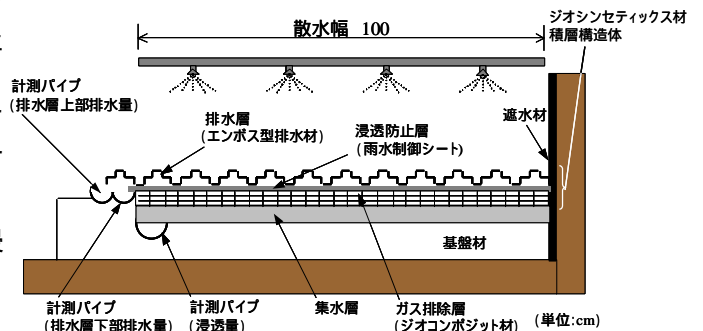 散水幅 100
ジオシンセティックス材
積層構造体
計測パイプ
(排水層上部排水量)
排水層
(エンボス型排水材)
浸透防止層
(雨水制御シート)
遮水材
基盤材
計測パイプ
(排水層下部排水量)
計測パイプ
(浸透量)
集水層
ガス排除層
(ジオコンポジット材)
(単位:cm)